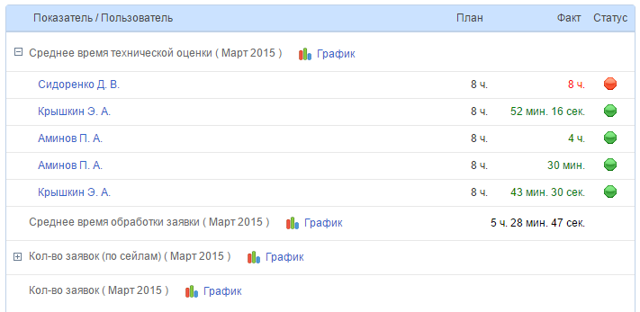 Показатель / Пользователь План Факт Статус
Среднее время технической оценки ( Март 2015 ) График
Сидоренко Д. В. 8 ч. 8 ч.
Крышкин Э. А. 8 ч. 52 мин. 16 сек.
Аминов П. А. 8 ч. 4 ч.
Аминов П. А. 8 ч. 30 мин.
Крышкин Э. А. 8 ч. 43 мин. 30 сек.
Среднее время обработки заявки ( Март 2015 ) График 5 ч. 28 мин. 47 сек.
Кол-во заявок (по сейлам) ( Март 2015 ) График
Кол-во заявок ( Март 2015 ) График